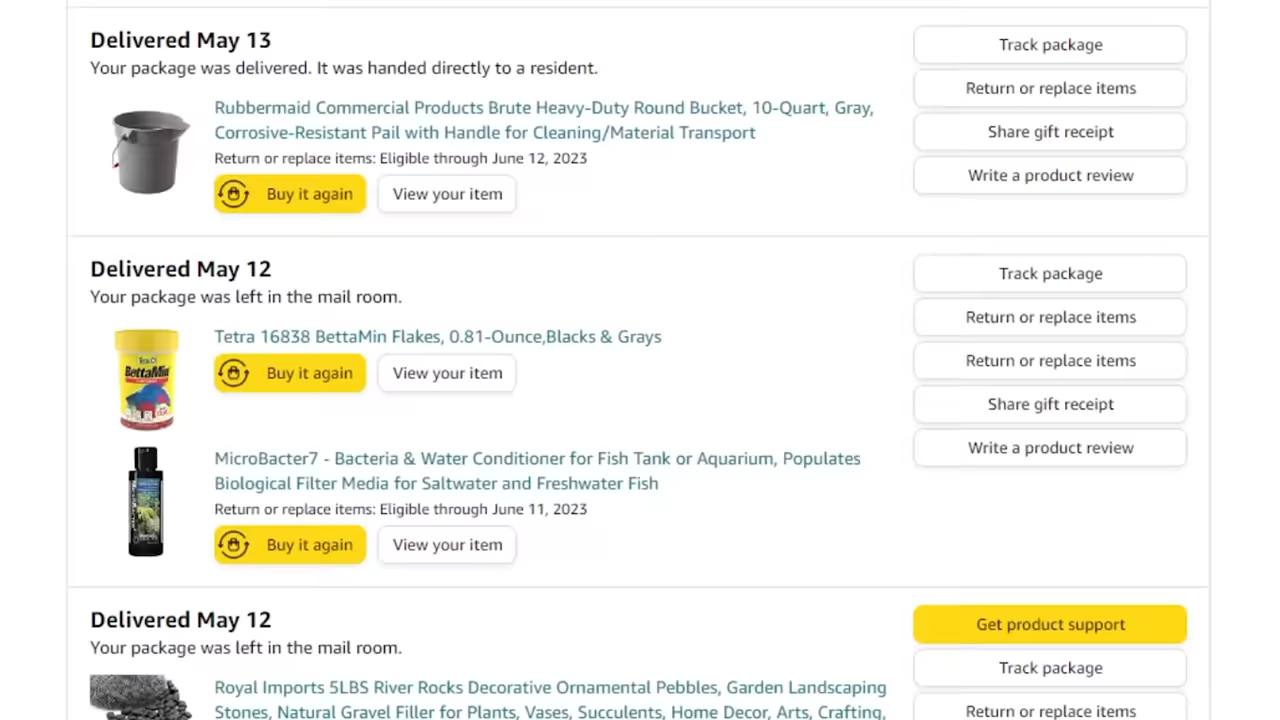 Delivered May 13
Your package was delivered. It was handed directly to a resident.
Rubbermaid Commercial Products Brute Heavy-Duty Round Bucket, 10-Quart, Gray,
Corrosive-Resistant Pail with Handle for Cleaning/Material Transport
Return or replace items: Eligible through June 12, 2023
Buy it again
View your item
Track package
Return or replace items
Share gift receipt
Write a product review
Delivered May 12
Your package was left in the mail room.
Tetra 16838 BettaMin Flakes, 0.81-Ounce,Blacks & Grays
Buy it again
View your item
BettaMin
MicroBacter7 - Bacteria & Water Conditioner for Fish Tank or Aquarium, Populates
Biological Filter Media for Saltwater and Freshwater Fish
Return or replace items: Eligible through June 11, 2023
Buy it again
View your item
Track package
Return or replace items
Return or replace items
Share gift receipt
Write a product review
Delivered May 12
Your package was left in the mail room.
Royal Imports 5LBS River Rocks Decorative Ornamental Pebbles, Garden Landscaping
Stones, Natural Gravel Filler for Plants, Vases, Succulents, Home Decor, Arts, Crafting,
Get product support
Track package
Return or replace items